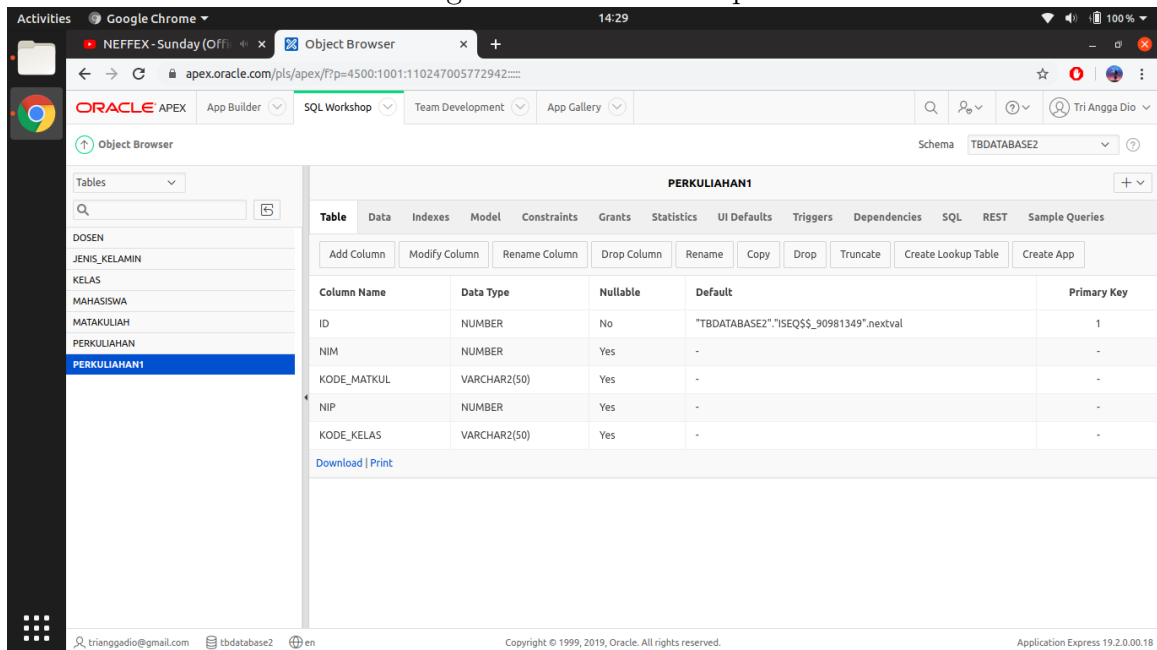 Activities Google Chrome 14:29 100 %
NEFFEX - Sunday (Offi Object Browser
apex.oracle.com/pls/apex/f?p=4500:1001:110247005772942:::::
ORACLE APEX App Builder SQL Workshop Team Development App Gallery Tri Angga Dio
Object Browser Schema TBDATABASE2
Tables PERKULIAHAN1
Table Data Indexes Model Constraints Grants Statistics UI Defaults Triggers Dependencies SQL REST Sample Queries
DOSEN
JENIS_KELAMIN
KELAS
MAHASISWA
MATAKULIAH
PERKULIAHAN
PERKULIAHAN1
Add Column Modify Column Rename Column Drop Column Rename Copy Drop Truncate Create Lookup Table Create App
Column Name Data Type Nullable Default Primary Key
ID NUMBER No "TBDATABASE2"."ISEQ$$_90981349".nextval 1
NIM NUMBER Yes - -
KODE_MATKUL VARCHAR2(50) Yes - -
NIP NUMBER Yes - -
KODE_KELAS VARCHAR2(50) Yes - -
Download | Print
trianggadio@gmail.com tbdatabase2 en Copyright © 1999, 2019, Oracle. All rights reserved. Application Express 19.2.0.00.18